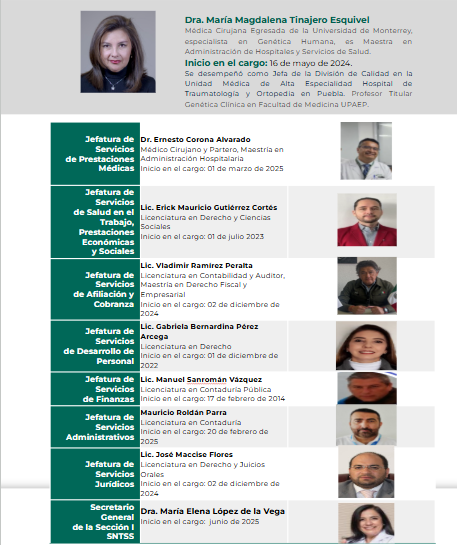 Dra. María Magdalena Tinajero Esquivel
Médica Cirujana Egresada de la Universidad de Monterrey,
especialista en Genética Humana, es Maestra en
Administración de Hospitales y Servicios de Salud.
Inicio en el cargo: 16 de mayo de 2024.
Se desempeñó como Jefa de la División de Calidad en la
Unidad Médica de Alta Especialidad Hospital de
Traumatología y Ortopedia en Puebla. Profesor Titular
Genética Clínica en Facultad de Medicina UPAEP.
Jefatura de
Servicios
de Prestaciones
Médicas
Dr. Ernesto Corona Alvarado
Médico Cirujano y Partero, Maestría en
Administración Hospitalaria
Inicio en el cargo: 01 de marzo de 2025
Jefatura de
Servicios
de Salud en el
Trabajo,
Prestaciones
Económicas
y Sociales
Lic. Erick Mauricio Gutiérrez Cortés
Licenciatura en Derecho y Ciencias
Sociales
Inicio en el cargo: 01 de julio 2023
Jefatura de
Servicios
de Afiliación y
Cobranza
Lic. Vladimir Ramírez Peralta
Licenciatura en Contabilidad y Auditor,
Maestría en Derecho Fiscal y
Empresarial
Inicio en el cargo: 02 de diciembre de
2024
Jefatura de
Servicios
de Desarrollo de
Personal
Lic. Gabriela Bernardina Pérez
Arcega
Licenciatura en Derecho
Inicio en el cargo: 01 de diciembre de
2022
Jefatura de
Servicios
de Finanzas
Lic. Manuel Sanromán Vázquez
Licenciatura en Contaduría Pública
Inicio en el cargo: 17 de febrero de 2014
Jefatura de
Servicios
Administrativos
Mauricio Roldán Parra
Licenciatura en Contaduría
Inicio en el cargo: 20 de febrero de
2025
Jefatura de
Servicios
Jurídicos
Lic. José Maccise Flores
Licenciatura en Derecho y Juicios
Orales
Inicio en el cargo: 02 de diciembre de
2024
Secretario
General
de la Sección I
SNTSS
Dra. María Elena López de la Vega
Inicio en el cargo: junio de 2025